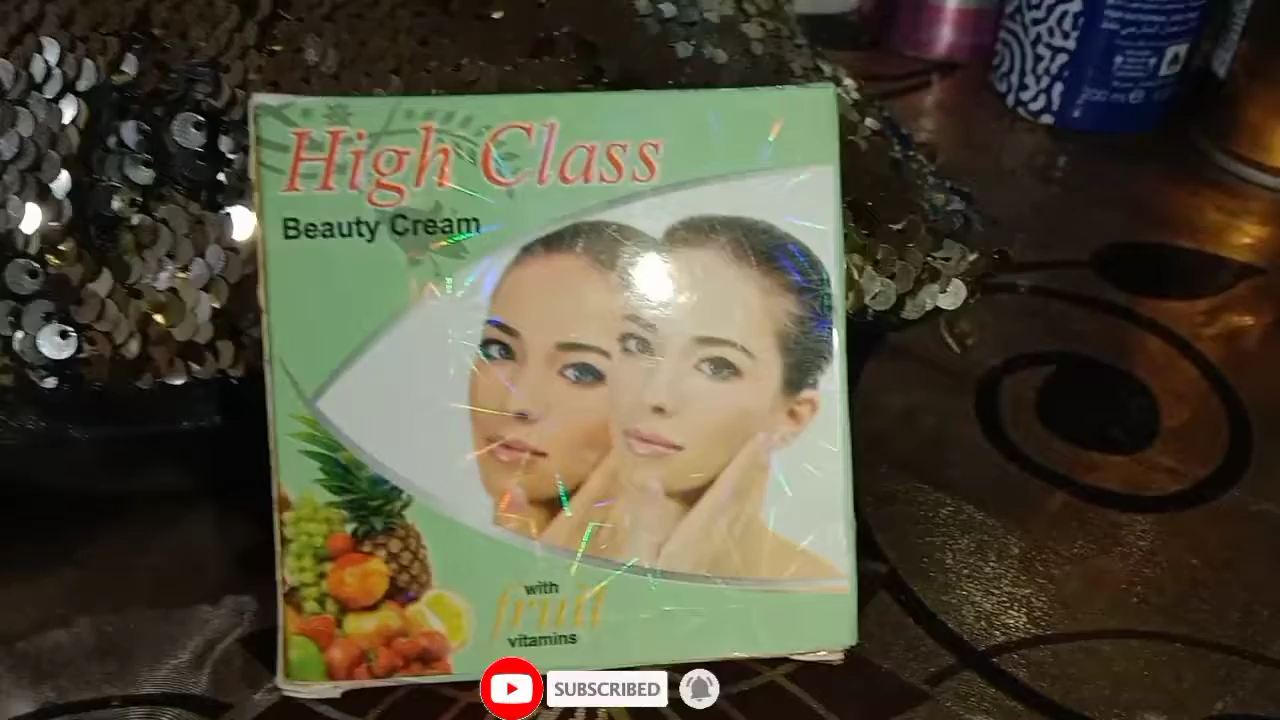 High Class
Beauty Cream
with
fruit
vitamins
SUBSCRIBED